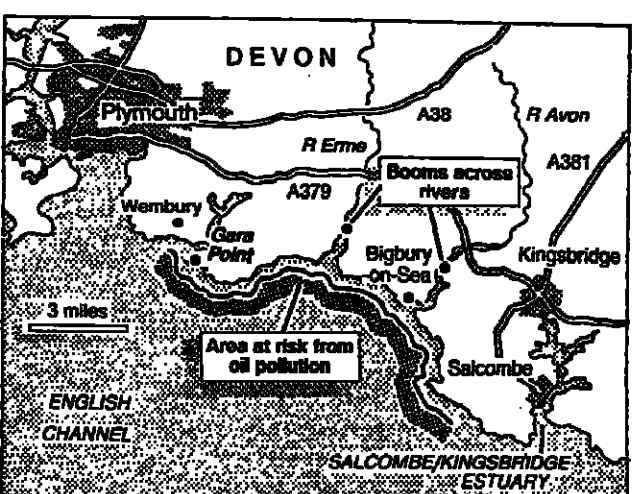 DEVON
Plymouth
A38
R Avon
R Erme
A381
Booms across
rivers
A379
Wembury
Gara
Point
Bigbury
-on-Sea
Kingsbridge
3 miles
Area at risk from
oil pollution
Salcombe
ENGLISH
CHANNEL
SALCOMBE/KINGSBRIDGE
ESTUARY